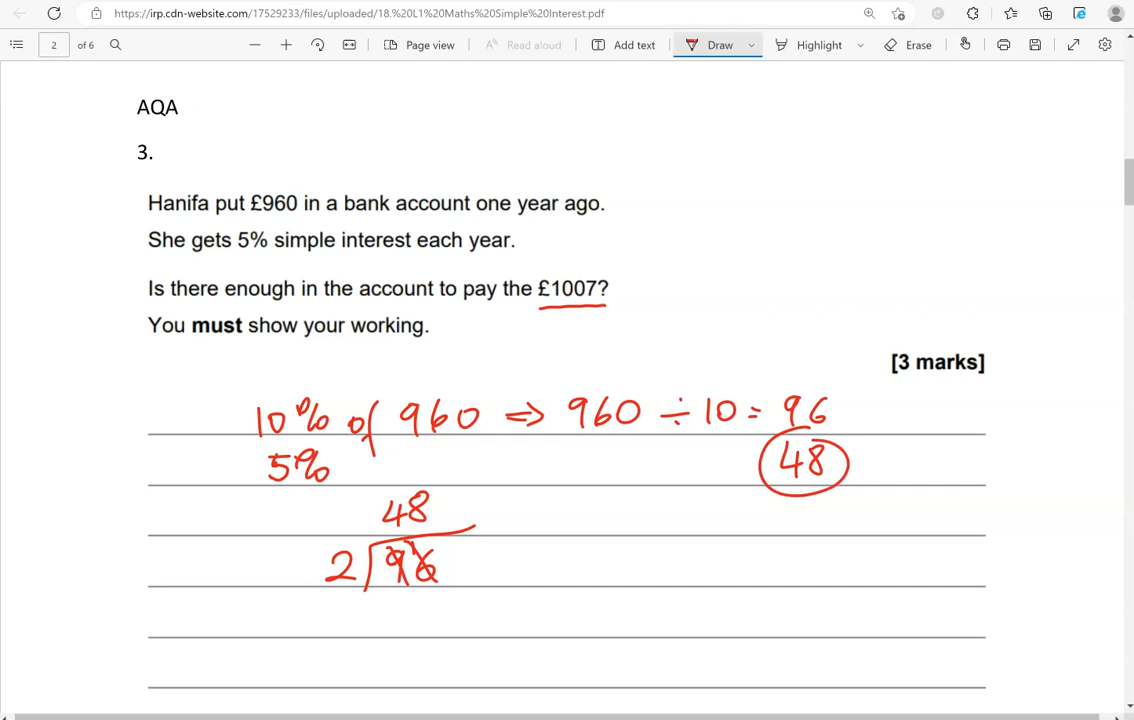 https://irp.cdn-website.com/17529233/files/uploaded/18.%20L1%20Maths%20Simple%20Interest.pdf
2 of 6 Page view Read aloud Add text Draw Highlight Erase
AQA
3.
Hanifa put £960 in a bank account one year ago.
She gets 5% simple interest each year.
Is there enough in the account to pay the £1007?
You must show your working.
[3 marks]
10% of 960 ⇒ 960 ÷ 10 = 96
5% 48
48
2 96